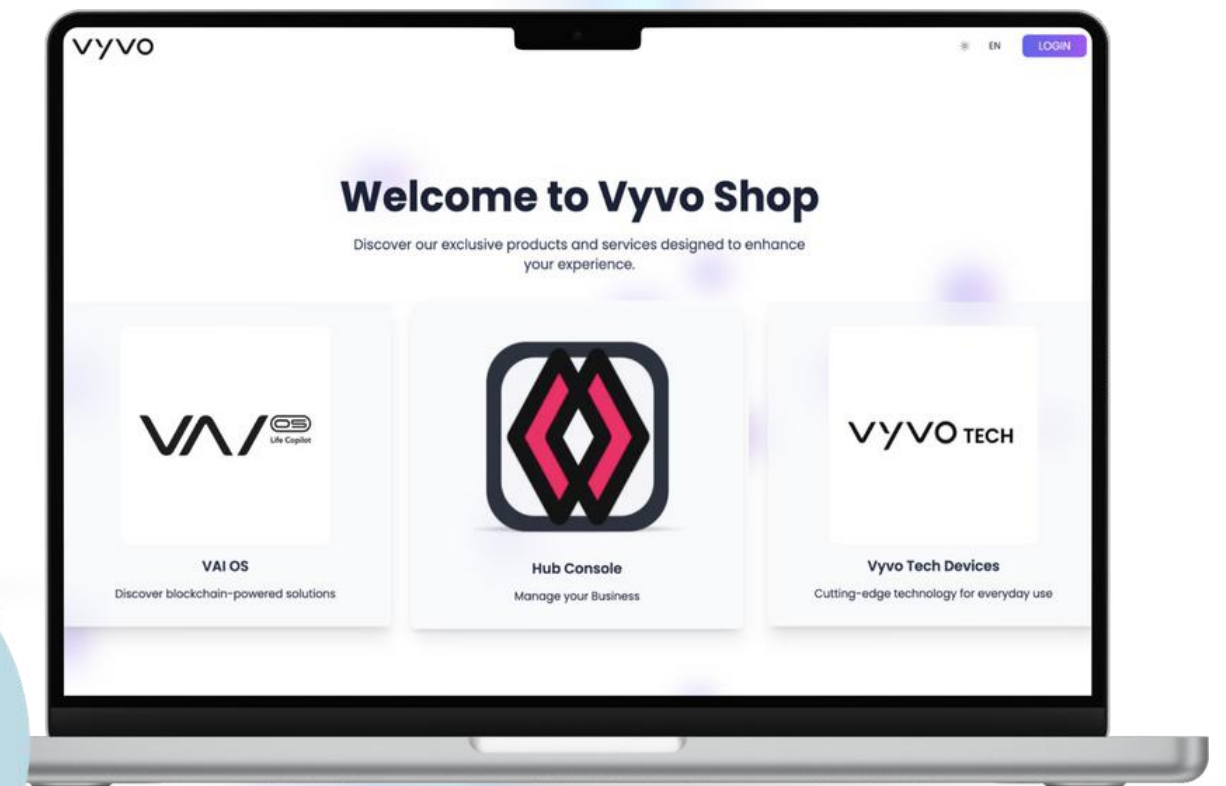 VYVO
EN
LOGIN
Welcome to Vyvo Shop
Discover our exclusive products and services designed to enhance
your experience.
VAI OS
Life Copilot
VYVO TECH
VAI OS
Hub Console
Vyvo Tech Devices
Discover blockchain-powered solutions
Manage your Business
Cutting-edge technology for everyday use